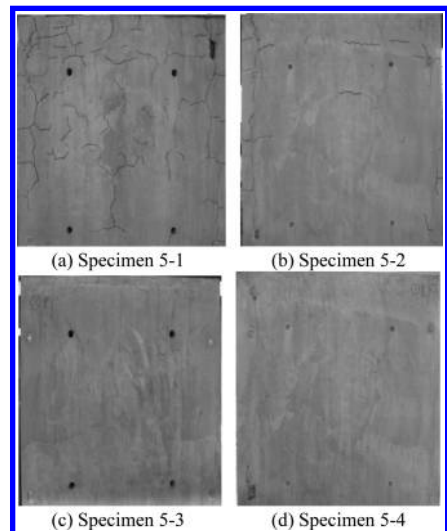 (a) Specimen 5-1
(b) Specimen 5-2
(c) Specimen 5-3
(d) Specimen 5-4